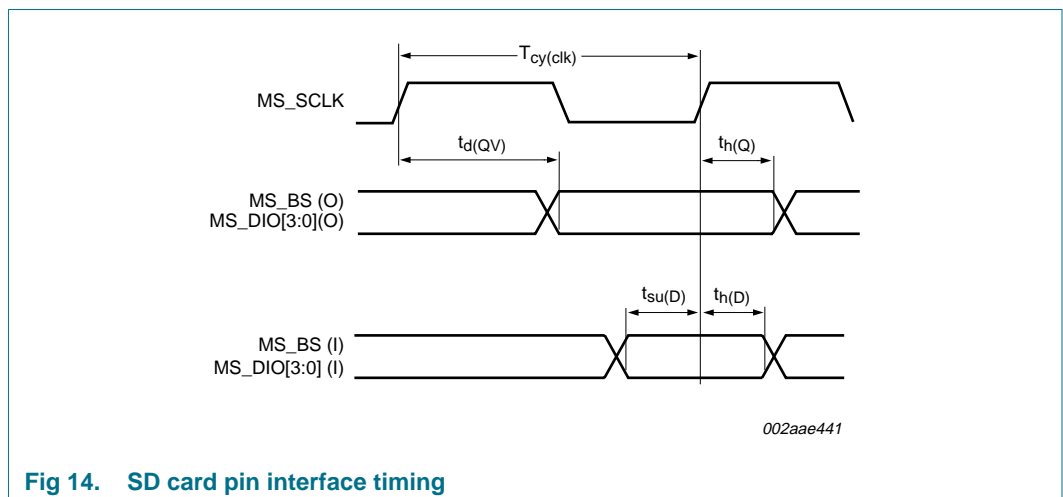 Tcy(clk)
MS_SCLK
td(QV)
th(Q)
MS_BS (O)
MS_DIO[3:0](O)
tsu(D)
th(D)
MS_BS (I)
MS_DIO[3:0] (I)
002aae441
Fig 14. SD card pin interface timing